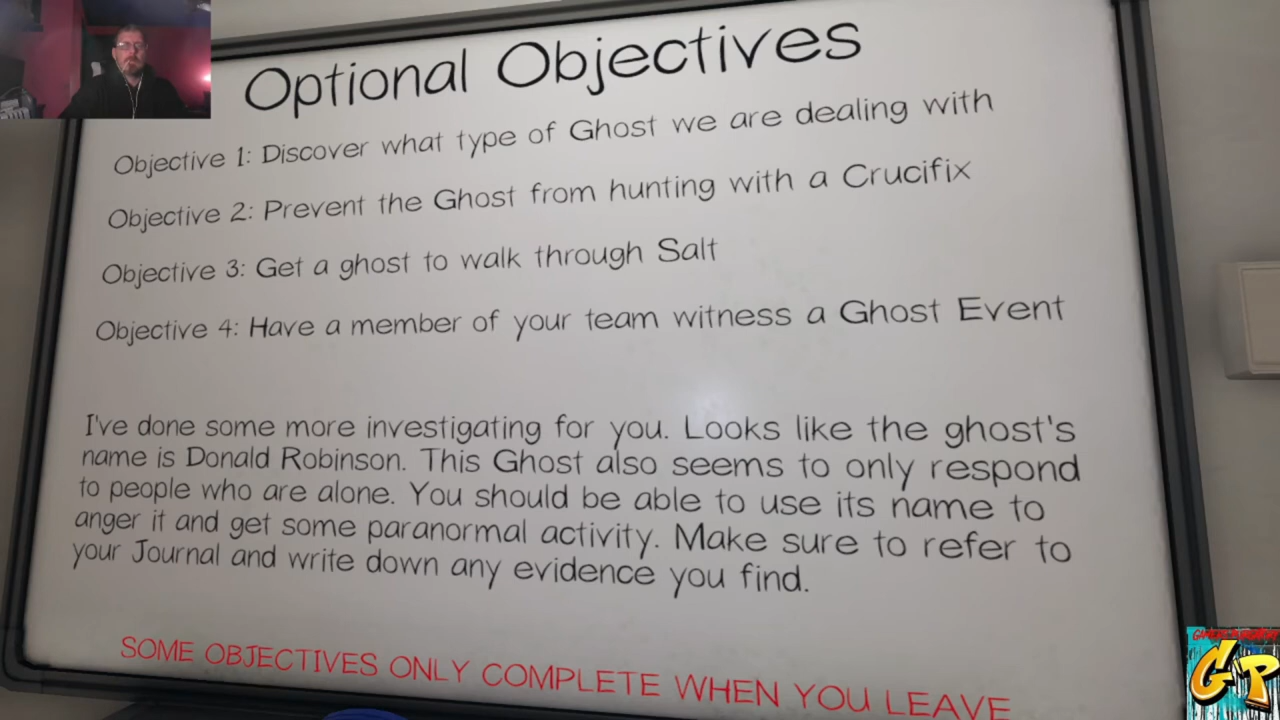 Optional Objectives
Objective 1: Discover what type of Ghost we are dealing with
Objective 2: Prevent the Ghost from hunting with a Crucifix
Objective 3: Get a ghost to walk through Salt
Objective 4: Have a member of your team witness a Ghost Event
I've done some more investigating for you. Looks like the ghost's
name is Donald Robinson. This Ghost also seems to only respond
to people who are alone. You should be able to use its name to
anger it and get some paranormal activity. Make sure to refer to
your Journal and write down any evidence you find.
SOME OBJECTIVES ONLY COMPLETE WHEN YOU LEAVE
GP